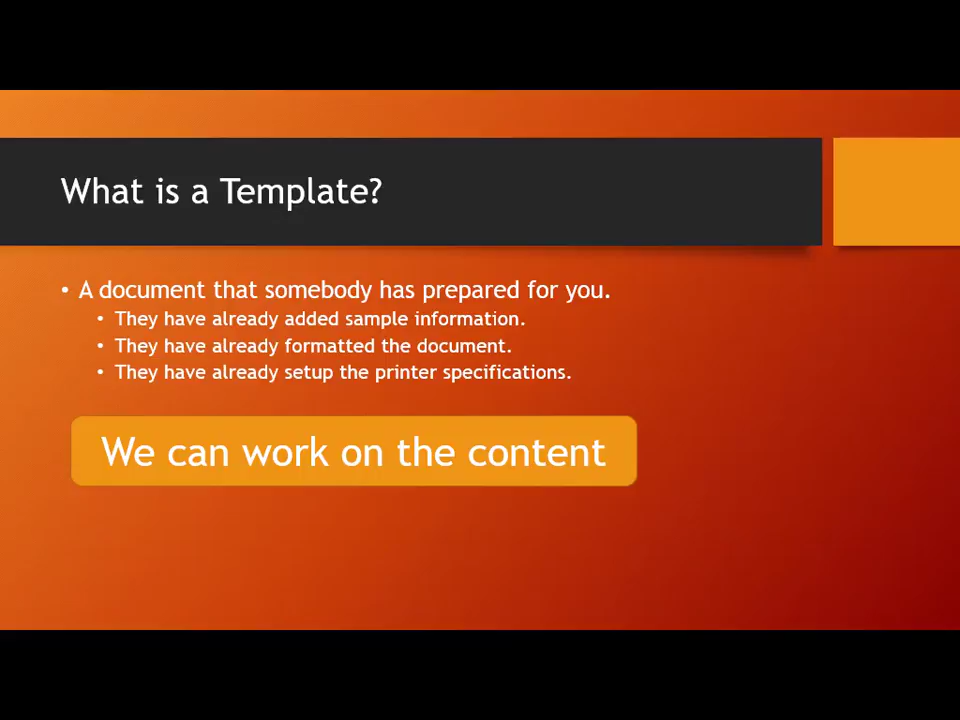 What is a Template?
• A document that somebody has prepared for you.
• They have already added sample information.
• They have already formatted the document.
• They have already setup the printer specifications.
We can work on the content